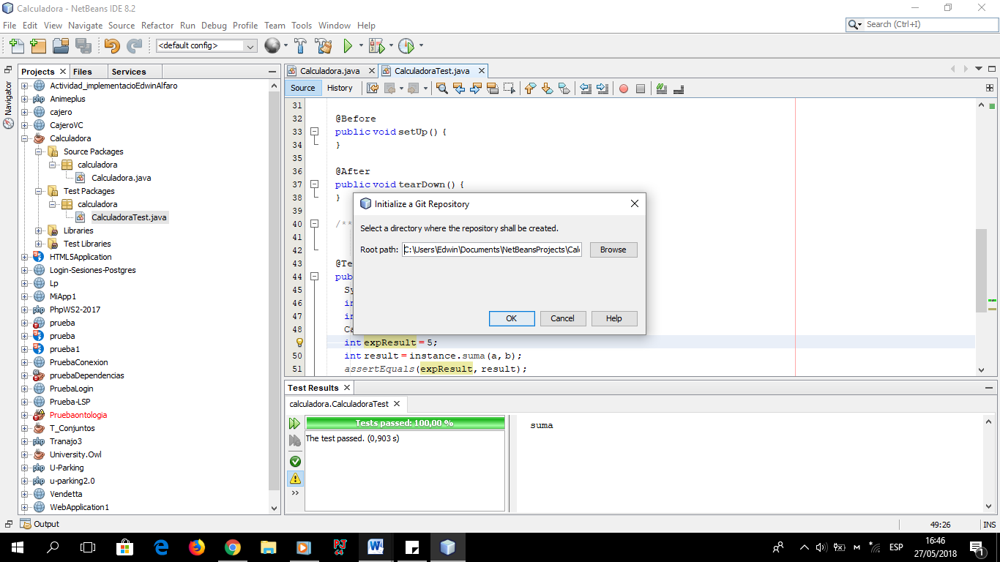 Calculadora - NetBeans IDE 8.2
File Edit View Navigate Source Refactor Run Debug Profile Team Tools Window Help
Search (Ctrl+I)
<default config>
Projects Files Services
Navigator
Actividad_implementacioEdwinAlfaro
Animeplus
cajero
CajeroVC
Calculadora
Source Packages
calculadora
Calculadora.java
Test Packages
calculadora
CalculadoraTest.java
Libraries
Test Libraries
HTML5Application
Login-Sesiones-Postgres
Lp
MiApp1
PhpWS2-2017
prueba
prueba
prueba1
PruebaConexion
pruebaDependencias
PruebaLogin
Prueba-LSP
Pruebaontologia
T_Conjuntos
Tranajo3
University.Owl
U-Parking
u-parking2.0
Vendetta
WebApplication1
Calculadora.java CalculadoraTest.java
Source History
31
32 @Before
33 public void setUp() {
34 }
35
36 @After
37 public void tearDown() {
38 }
39
40 /**
41
42
43 @Te
44 pub
45 Sy
46 in
47 in
48 Ca
int expResult = 5;
50 int result = instance.suma(a, b);
51 assertEquals(expResult, result);
Initialize a Git Repository
Select a directory where the repository shall be created.
Root path: C:\Users\Edwin\Documents\NetBeansProjects\Calc Browse
OK Cancel Help
Test Results
calculadora.CalculadoraTest
Tests passed: 100,00 %
The test passed. (0,903 s)
suma
Output
49:26 INS
ESP
16:46
27/05/2018
1